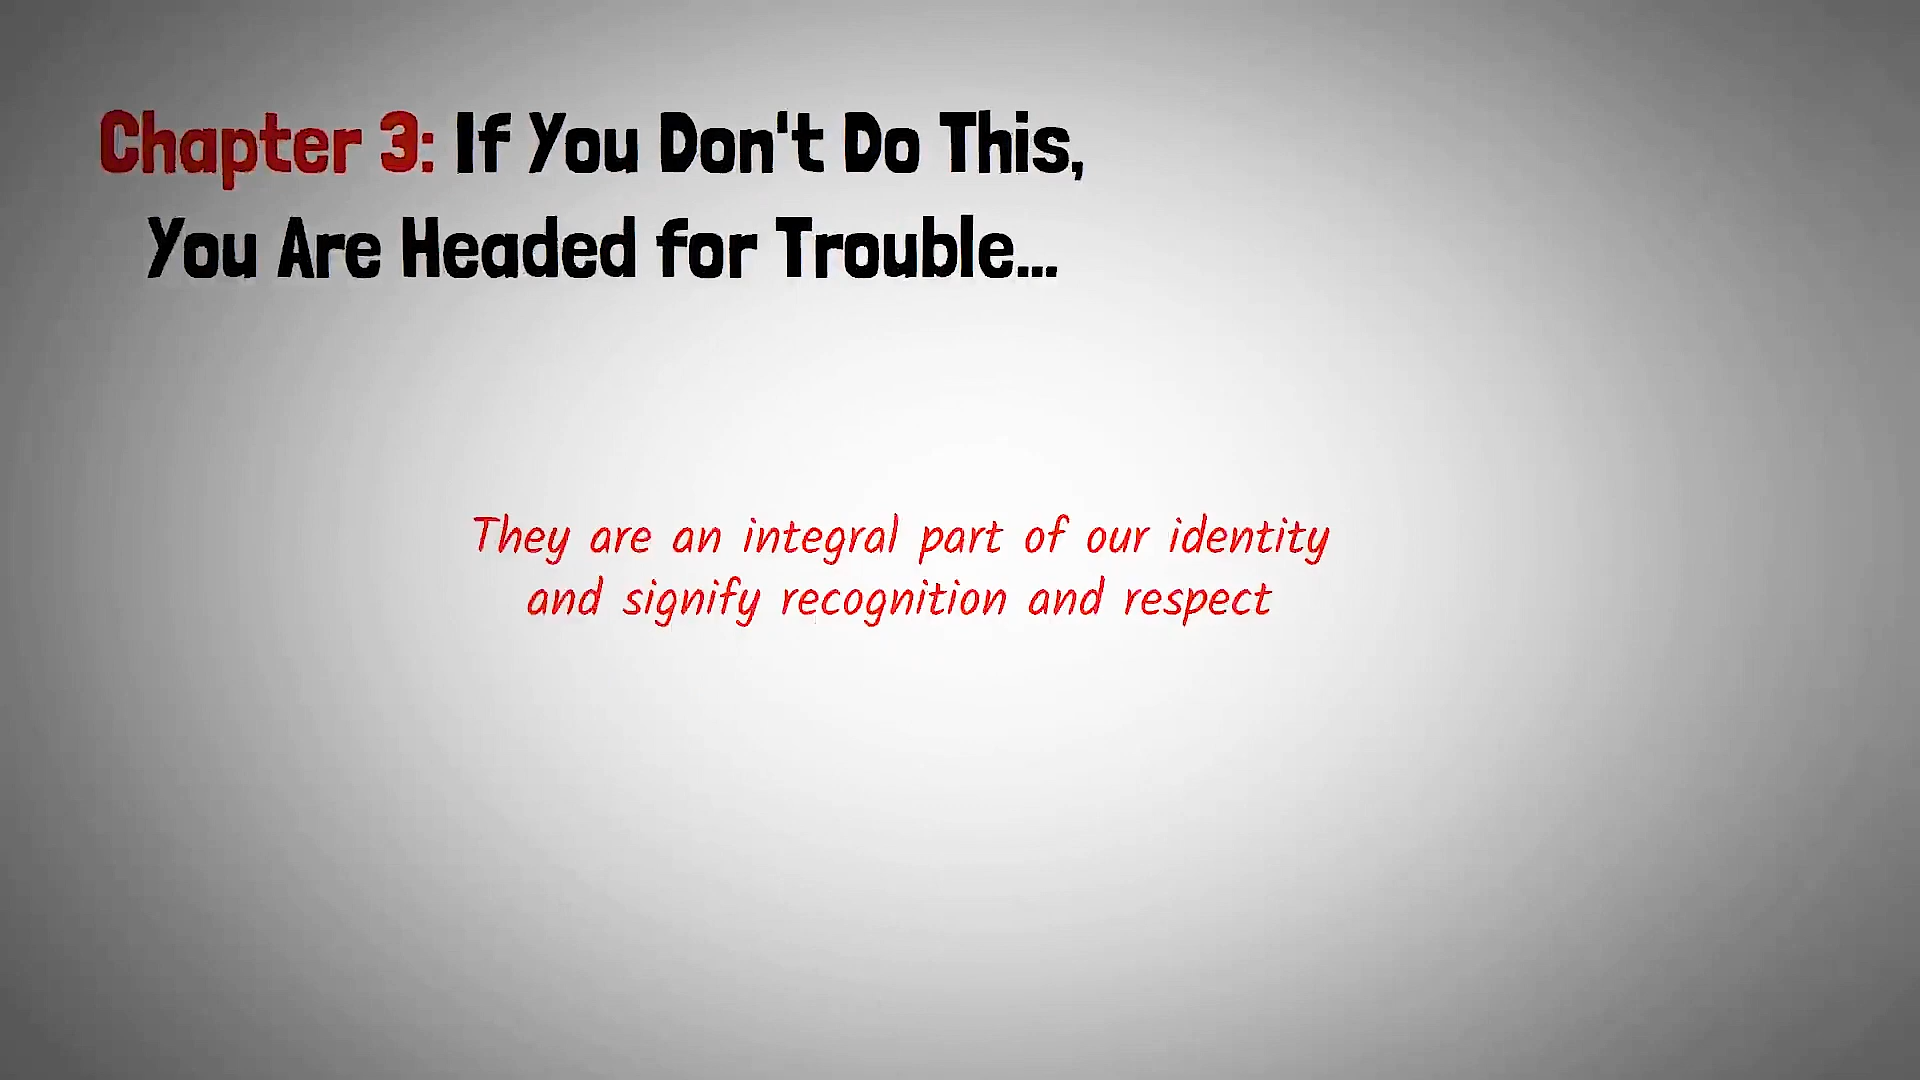 Chapter 3: If You Don't Do This,
You Are Headed for Trouble...
They are an integral part of our identity
and signify recognition and respect